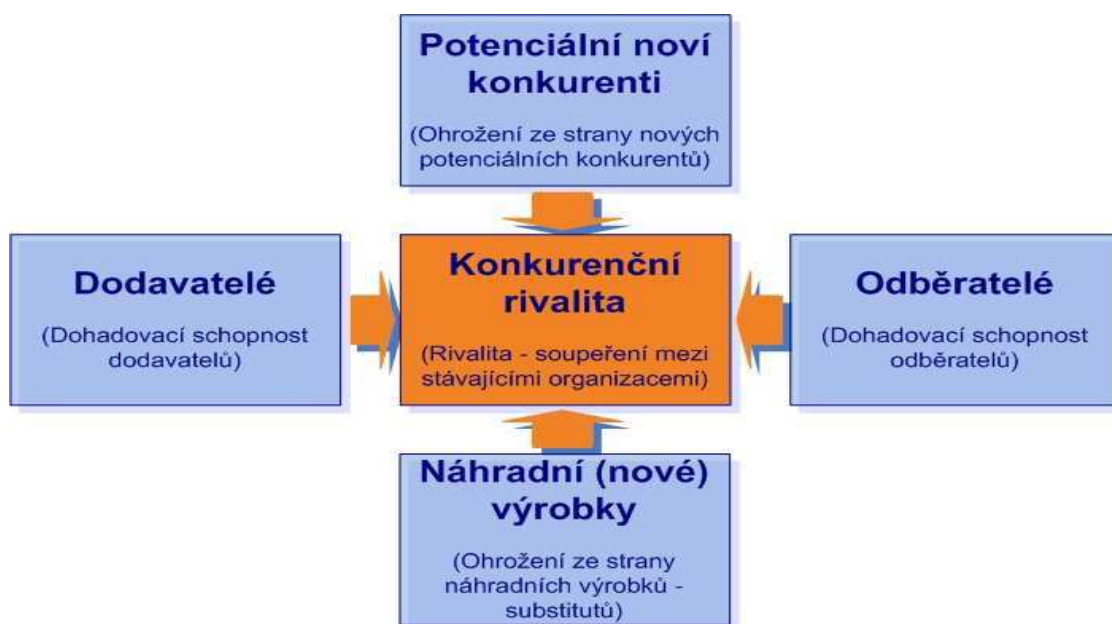 Potenciální noví
konkurenti
(Ohrožení ze strany nových
potenciálních konkurentů)
Dodavatelé
(Dohadovací schopnost
dodavatelů)
Konkurenční
rivalita
(Rivalita - soupeření mezi
stávajícími organizacemi)
Odběratelé
(Dohadovací schopnost
odběratelů)
Náhradní (nové)
výrobky
(Ohrožení ze strany
náhradních výrobků -
substitutů)